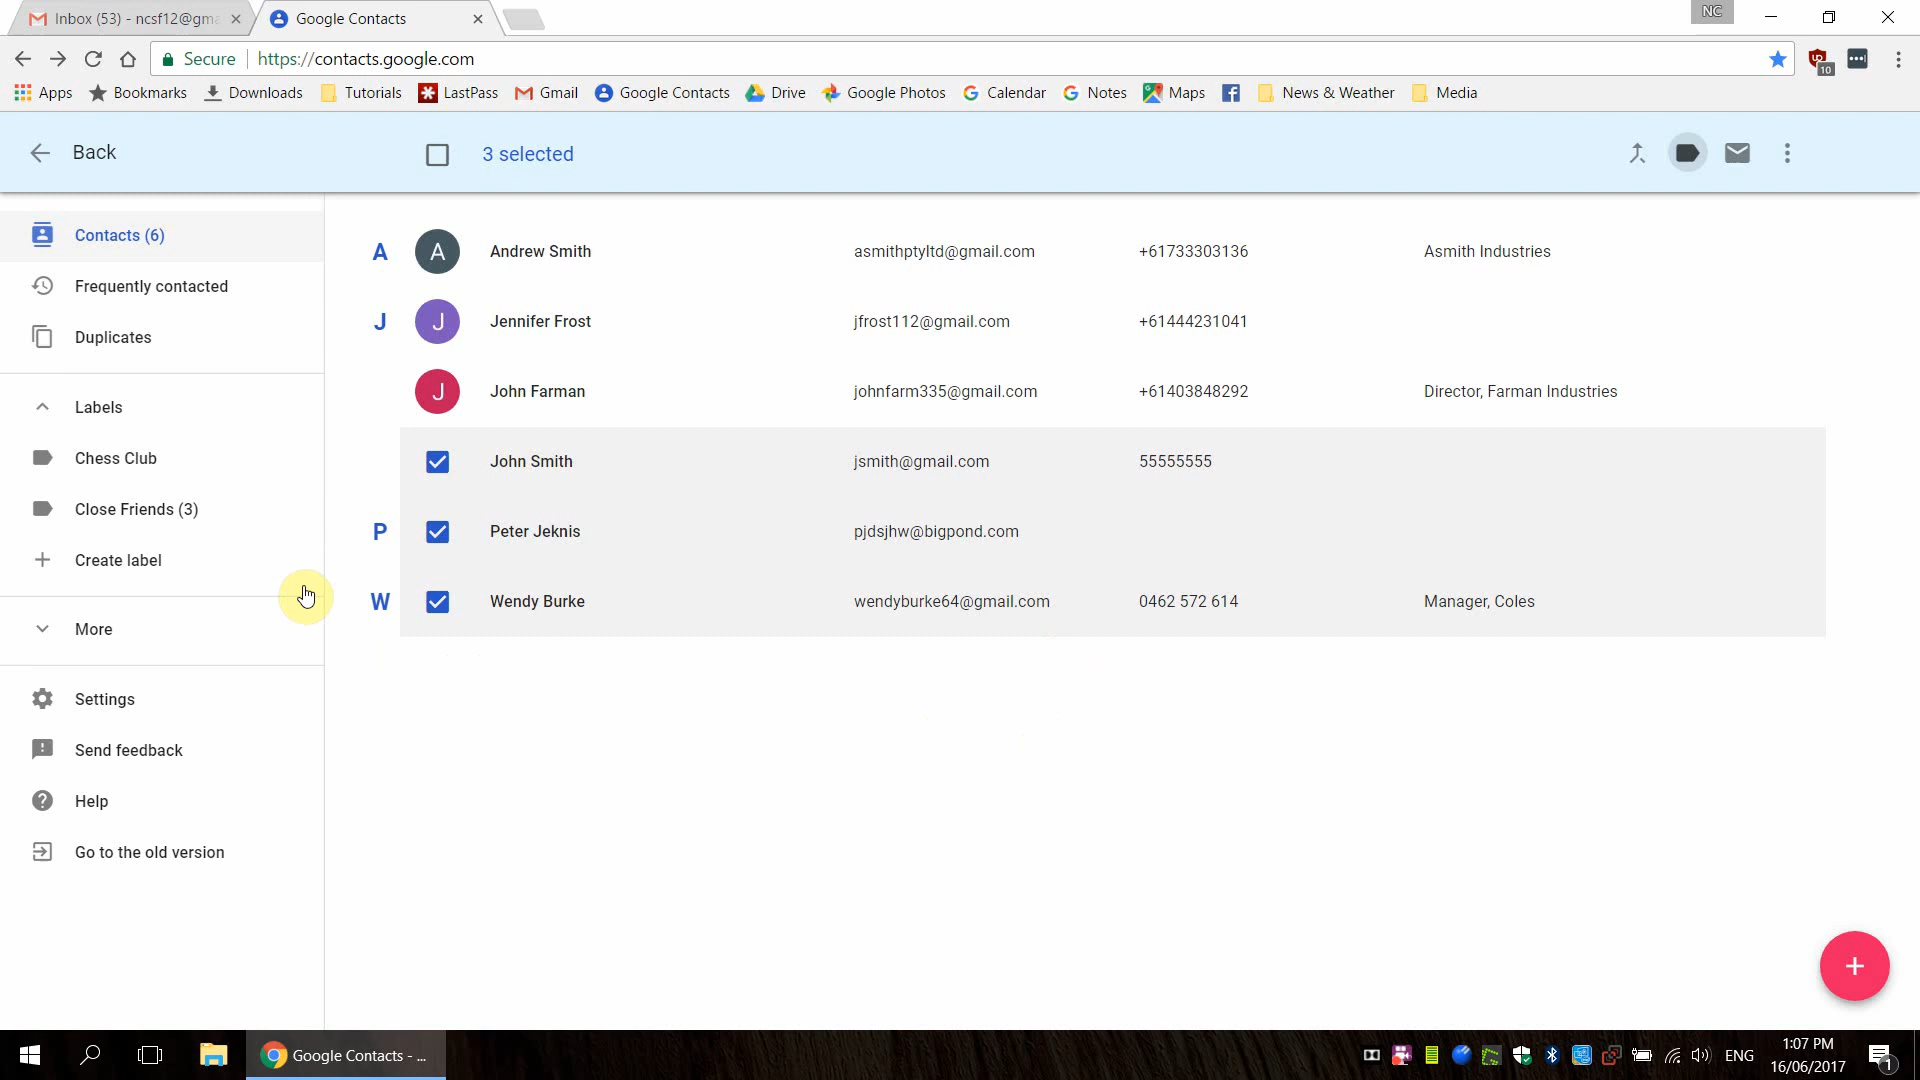 Inbox (53) - ncsf12@gma
Google Contacts
NC
Secure
https://contacts.google.com
10
Apps
Bookmarks
Downloads
Tutorials
LastPass
Gmail
Google Contacts
Drive
Google Photos
Calendar
Notes
Maps
News & Weather
Media
Back
3 selected
Contacts (6)
Frequently contacted
Duplicates
Labels
Chess Club
Close Friends (3)
Create label
More
Settings
Send feedback
Help
Go to the old version
A A Andrew Smith asmithptyltd@gmail.com +61733303136 Asmith Industries
J J Jennifer Frost jfrost112@gmail.com +61444231041
J John Farman johnfarm335@gmail.com +61403848292 Director, Farman Industries
John Smith jsmith@gmail.com 55555555
P Peter Jeknis pjdsjhw@bigpond.com
W Wendy Burke wendyburke64@gmail.com 0462 572 614 Manager, Coles
Google Contacts - ...
ENG
1:07 PM
16/06/2017
1